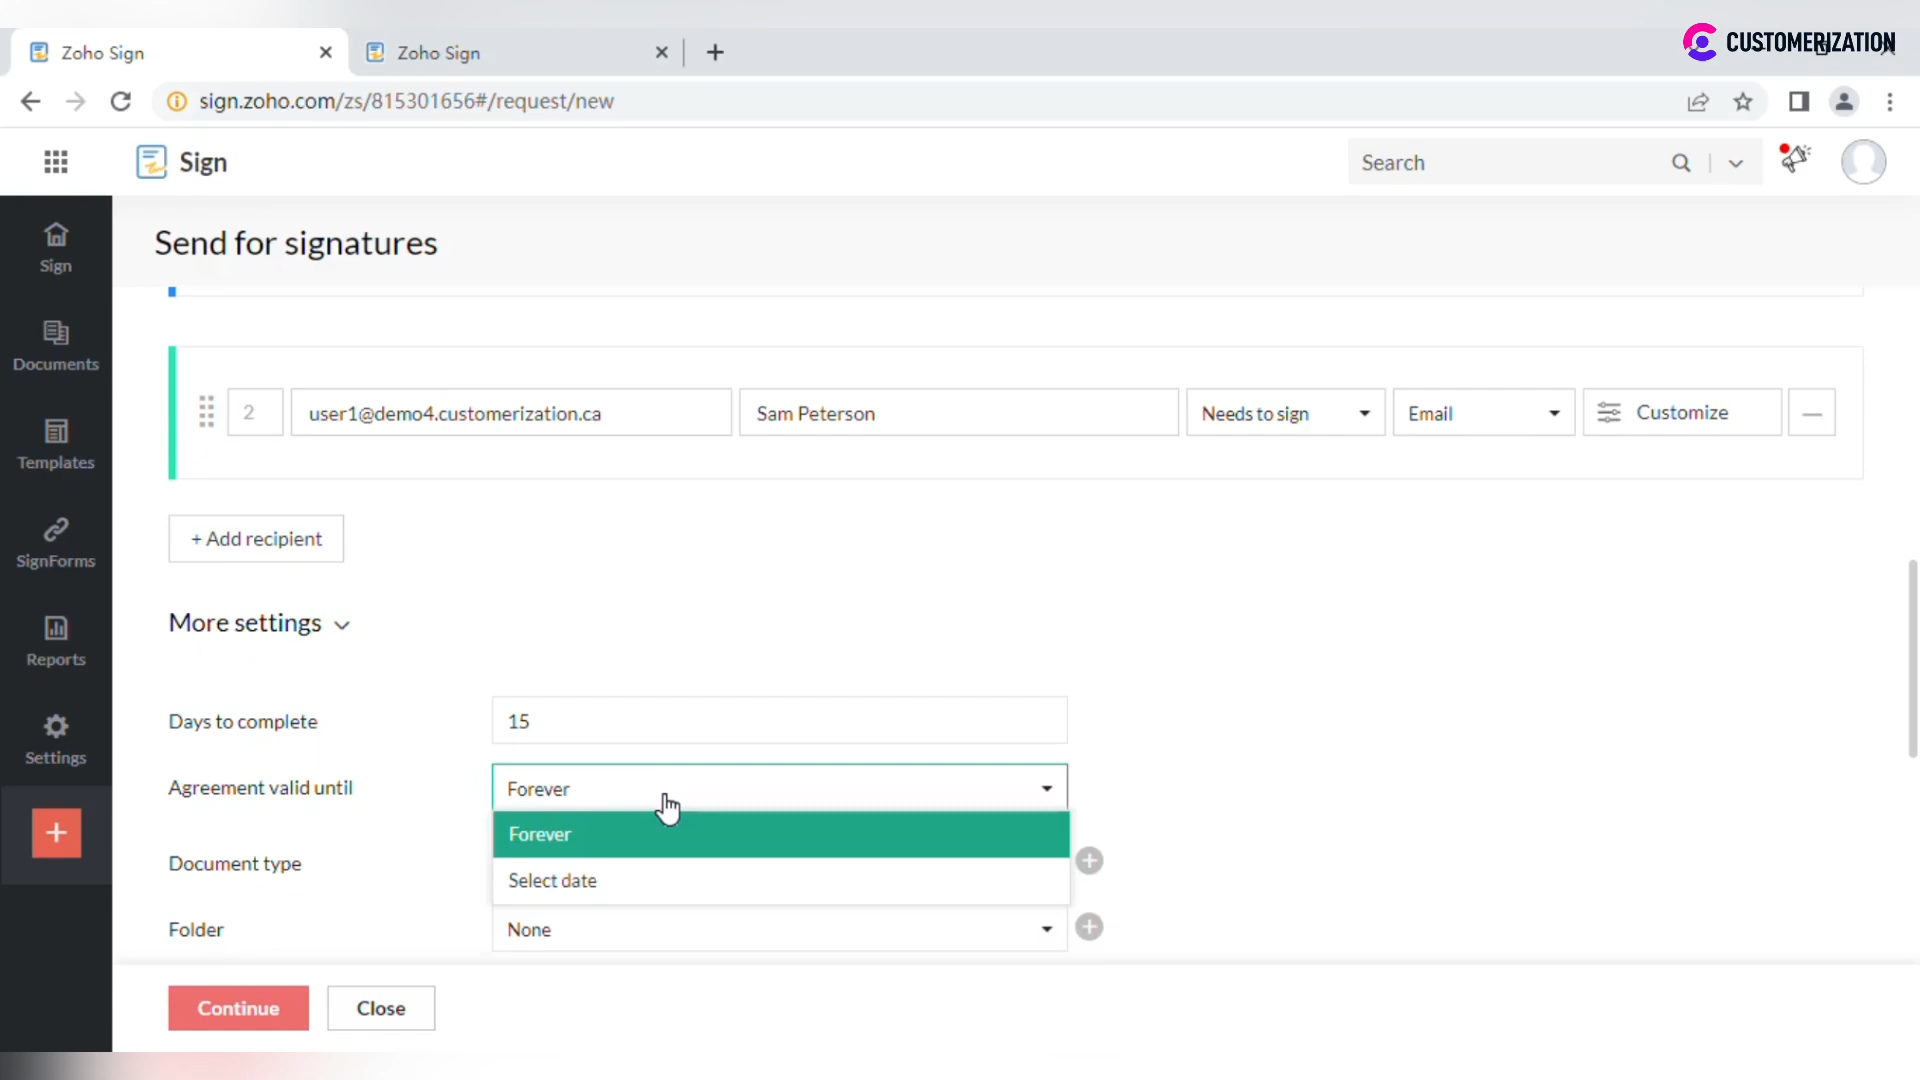 Zoho Sign
Zoho Sign
CUSTOMERIZATION
sign.zoho.com/zs/815301656#/request/new
Sign
Search
Sign
Documents
Templates
SignForms
Reports
Settings
Send for signatures
2 user1@demo4.customerization.ca Sam Peterson Needs to sign Email Customize
+ Add recipient
More settings
Days to complete 15
Agreement valid until Forever
Forever
Document type
Select date
Folder None
Continue Close